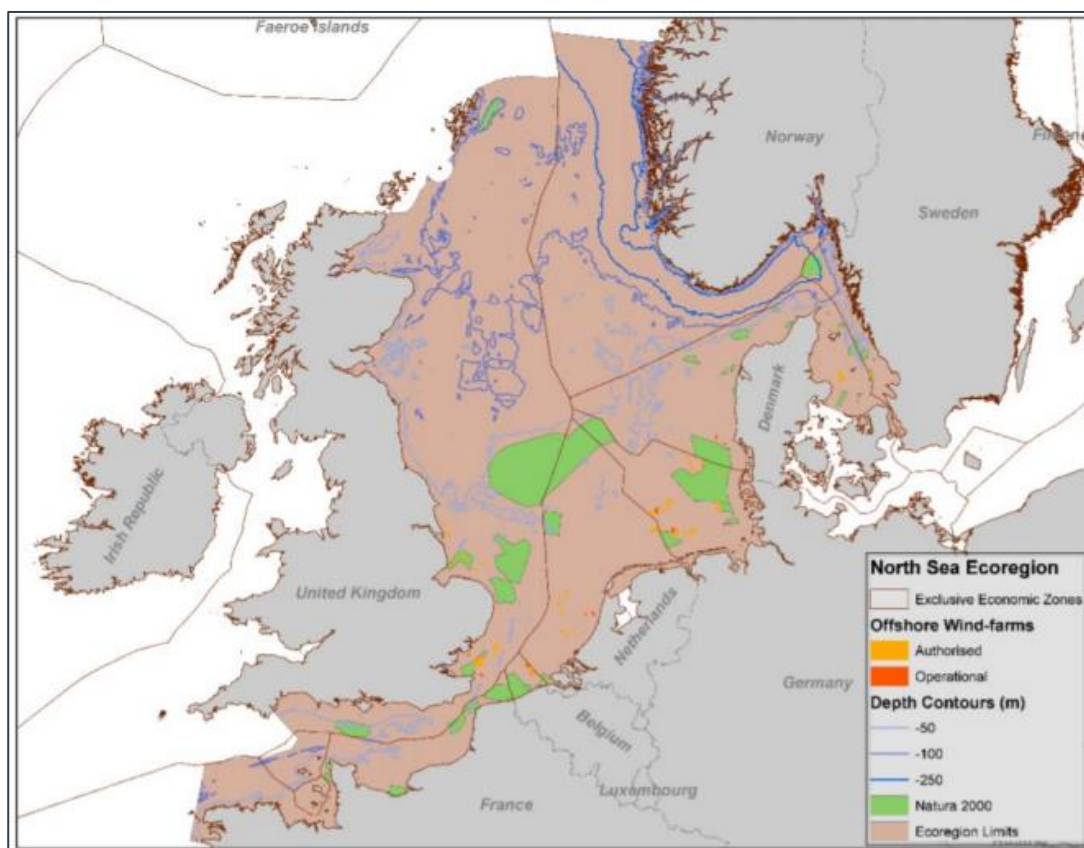 Faeroe Islands
Norway
Sweden
Denmark
Irish Republic
United Kingdom
Netherlands
Germany
Belgium
Luxembourg
France
North Sea Ecoregion
Exclusive Economic Zones
Offshore Wind-farms
Authorised
Operational
Depth Contours (m)
-50
-100
-250
Natura 2000
Ecoregion Limits